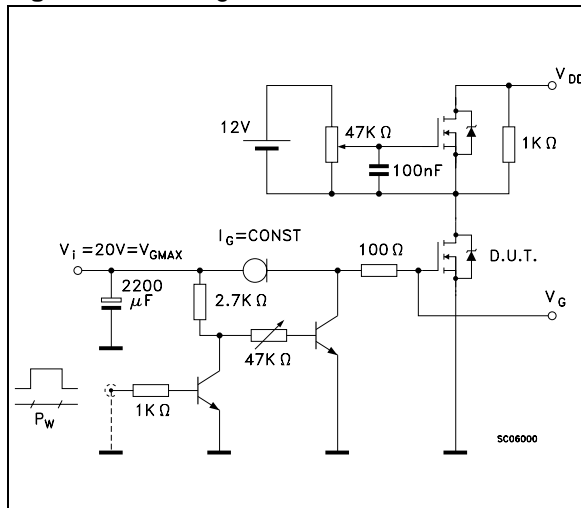 V_DD
12V
47K Ω
1K Ω
100nF
V_i =20V=V_GMAX
I_G=CONST
100 Ω
D.U.T.
2200
μF
2.7K Ω
V_G
47K Ω
1K Ω
P_W
SC06000